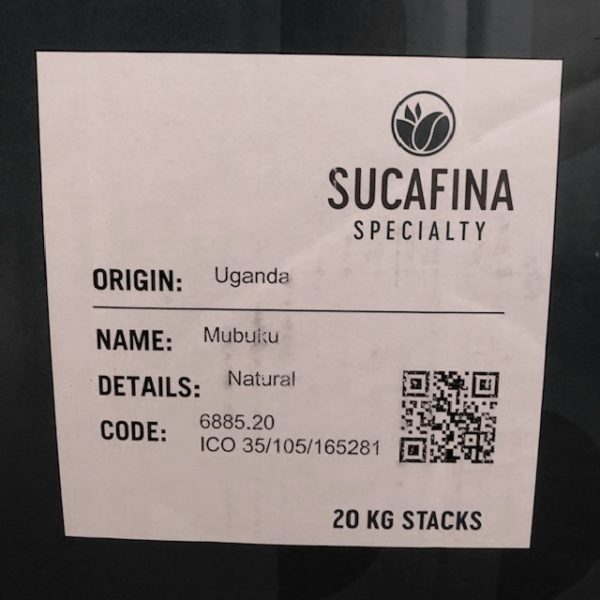 SUCAFINA
SPECIALTY
ORIGIN: Uganda
NAME: Mubuku
DETAILS: Natural
CODE: 6885.20
ICO 35/105/165281
20 KG STACKS